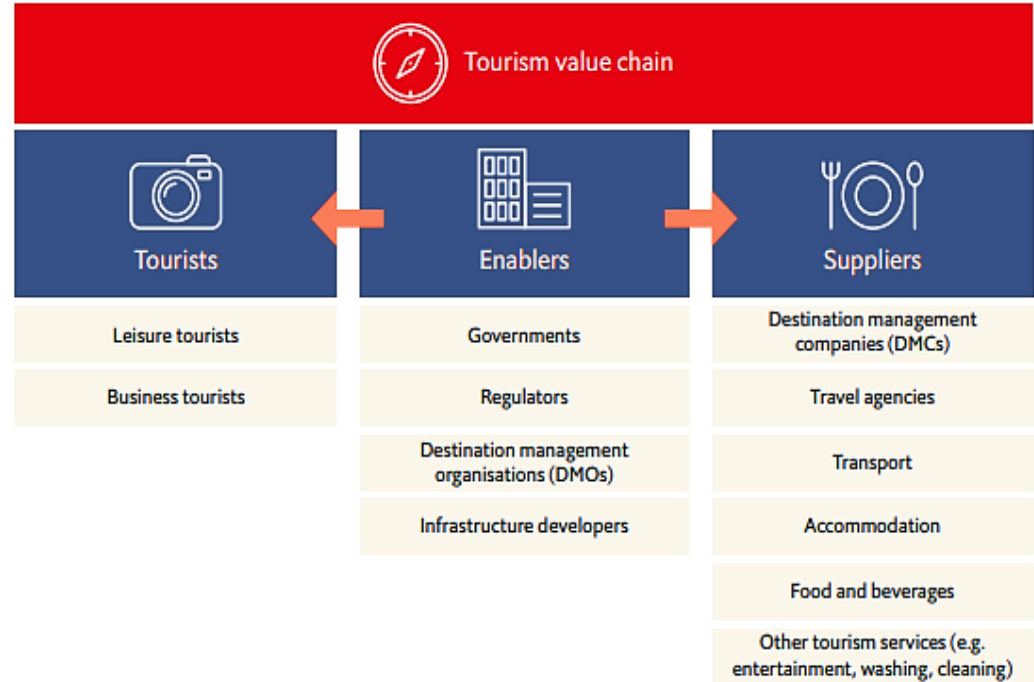 Tourism value chain
Tourists
Enablers
Suppliers
Leisure tourists
Business tourists
Governments
Regulators
Destination management
organisations (DMOs)
Infrastructure developers
Destination management
companies (DMCs)
Travel agencies
Transport
Accommodation
Food and beverages
Other tourism services (e.g.
entertainment, washing, cleaning)